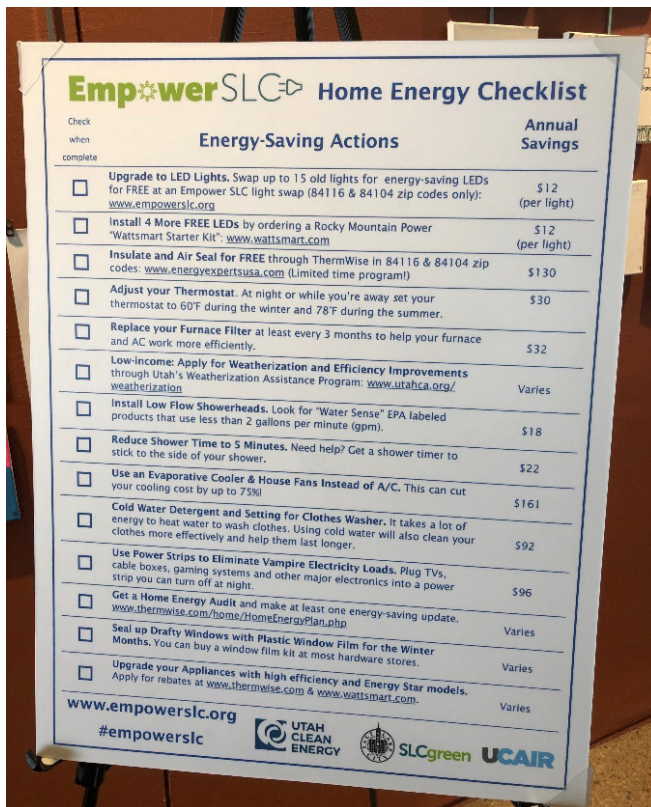 EmpowerSLC Home Energy Checklist
Check
when
complete
Energy-Saving Actions
Annual
Savings
Upgrade to LED Lights. Swap up to 15 old lights for energy-saving LEDs
for FREE at an Empower SLC light swap (84116 & 84104 zip codes only):
www.empowerslc.org
$12
(per light)
Install 4 More FREE LEDs by ordering a Rocky Mountain Power
"Wattsmart Starter Kit": www.wattsmart.com
$12
(per light)
Insulate and Air Seal for FREE through ThermWise in 84116 & 84104 zip
codes: www.energyexpertsusa.com (Limited time program!)
$130
Adjust your Thermostat. At night or while you're away set your
thermostat to 60°F during the winter and 78°F during the summer.
$30
Replace your Furnace Filter at least every 3 months to help your furnace
and AC work more efficiently.
$32
Low-income: Apply for Weatherization and Efficiency Improvements
through Utah's Weatherization Assistance Program: www.utahca.org/
weatherization
Varies
Install Low Flow Showerheads. Look for "Water Sense" EPA labeled
products that use less than 2 gallons per minute (gpm).
$18
Reduce Shower Time to 5 Minutes. Need help? Get a shower timer to
stick to the side of your shower.
$22
Use an Evaporative Cooler & House Fans Instead of A/C. This can cut
your cooling cost by up to 75%!
$161
Cold Water Detergent and Setting for Clothes Washer. It takes a lot of
energy to heat water to wash clothes. Using cold water will also clean your
clothes more effectively and help them last longer.
$92
Use Power Strips to Eliminate Vampire Electricity Loads. Plug TVs,
cable boxes, gaming systems and other major electronics into a power
strip you can turn off at night.
$96
Get a Home Energy Audit and make at least one energy-saving update.
www.thermwise.com/home/HomeEnergyPlan.php
Varies
Seal up Drafty Windows with Plastic Window Film for the Winter
Months. You can buy a window film kit at most hardware stores.
Varies
Upgrade your Appliances with high efficiency and Energy Star models.
Apply for rebates at www.thermwise.com & www.wattsmart.com.
Varies
www.empowerslc.org
#empowerslc
UTAH
CLEAN
ENERGY
SLCgreen
UCAIR